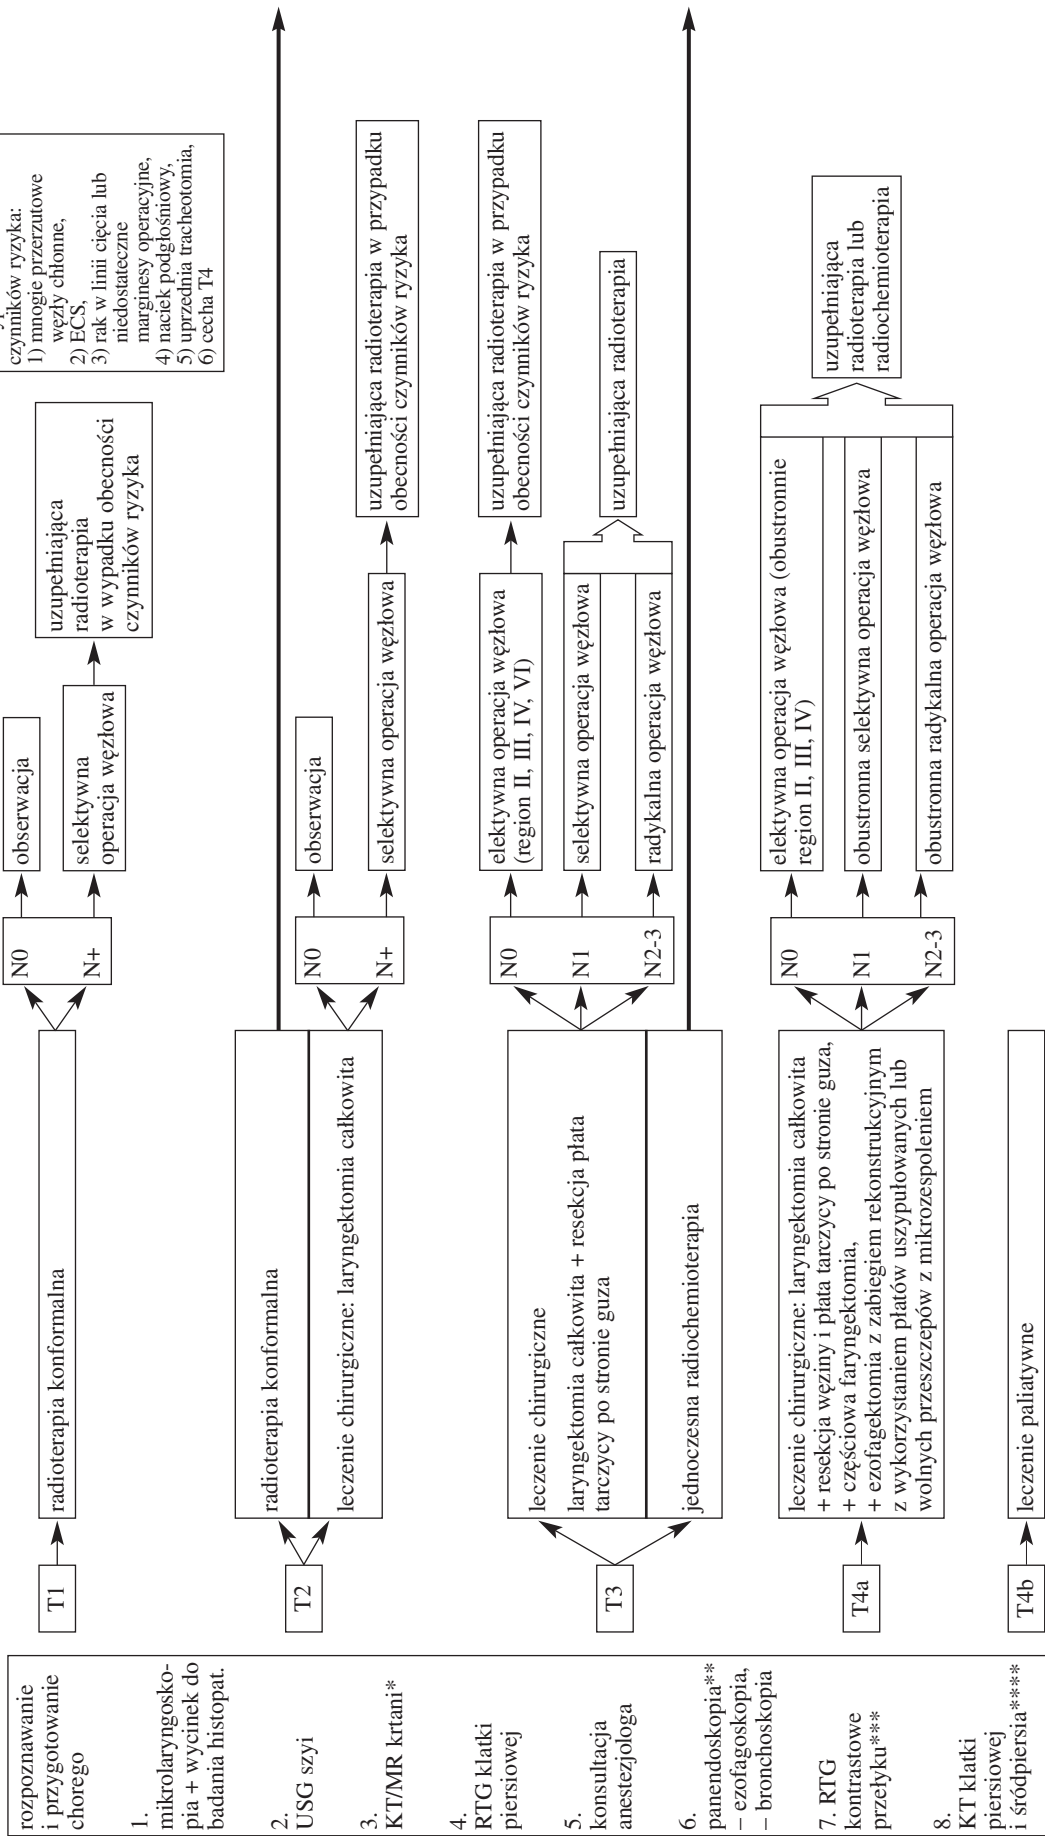 rozpoznawanie
i przygotowanie
chorego
1.
mikrolaryngosko-
pia + wycinek do
badania histopat.
2.
USG szyi
3.
KT/MR krtani*
4.
RTG klatki
piersiowej
5.
konsultacja
anestezjologa
6.
panendoskopia**
– ezofagoskopia,
– bronchoskopia
7. RTG
kontrastowe
przełyku***
8.
KT klatki
piersiowej
i śródpiersia****
T1
radioterapia konformalna
N0
N+
obserwacja
selektywna
operacja węzłowa
uzupełniająca
radioterapia
w wypadku obecności
czynników ryzyka
czynników ryzyka:
1) mnogie przerzutowe
węzły chłonne,
2) ECS,
3) rak w linii cięcia lub
niedostateczne
marginesy operacyjne,
4) naciek podgłośniowy,
5) uprzednia tracheotomia,
6) cecha T4
T2
radioterapia konformalna
leczenie chirurgiczne: laryngektomia całkowita
N0
N+
obserwacja
selektywna operacja węzłowa
uzupełniająca radioterapia w przypadku
obecności czynników ryzyka
T3
leczenie chirurgiczne
laryngektomia całkowita + resekcja płata
tarczycy po stronie guza
jednoczesna radiochemioterapia
N0
N1
N2-3
elektywna operacja węzłowa
(region II, III, IV, VI)
selektywna operacja węzłowa
radykalna operacja węzłowa
uzupełniająca radioterapia w przypadku
obecności czynników ryzyka
uzupełniająca radioterapia
T4a
leczenie chirurgiczne: laryngektomia całkowita
+ resekcja węziny i płata tarczycy po stronie guza,
+ częściowa faryngektomia,
+ ezofagektomia z zabiegiem rekonstrukcyjnym
z wykorzystaniem płatów uszypułowanych lub
wolnych przeszczepów z mikrozespoleniem
N0
N1
N2-3
elektywna operacja węzłowa (obustronnie
region II, III, IV)
obustronna selektywna operacja węzłowa
obustronna radykalna operacja węzłowa
uzupełniająca
radioterapia lub
radiochemioterapia
T4b
leczenie paliatywne